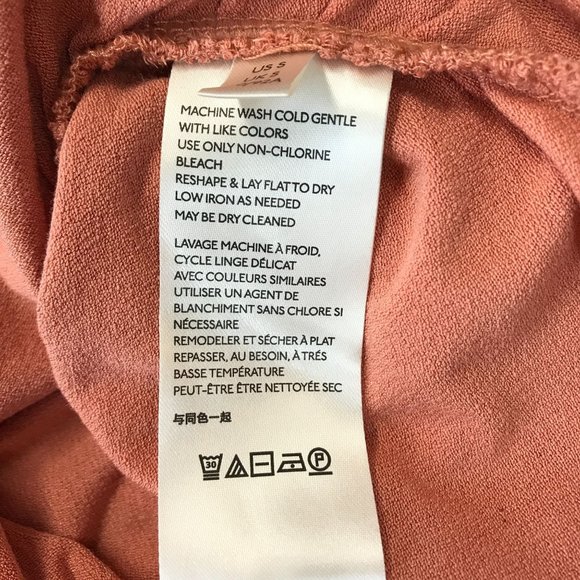 US S
UK S
MACHINE WASH COLD GENTLE
WITH LIKE COLORS
USE ONLY NON-CHLORINE
BLEACH
RESHAPE & LAY FLAT TO DRY
LOW IRON AS NEEDED
MAY BE DRY CLEANED
LAVAGE MACHINE À FROID,
CYCLE LINGE DÉLICAT
AVEC COULEURS SIMILAIRES
UTILISER UN AGENT DE
BLANCHIMENT SANS CHLORE SI
NÉCESSAIRE
REMODELER ET SÉCHER À PLAT
REPASSER, AU BESOIN, À TRÉS
BASSE TEMPÉRATURE
PEUT-ÊTRE ÊTRE NETTOYÉE SEC
与同色一起
30 P